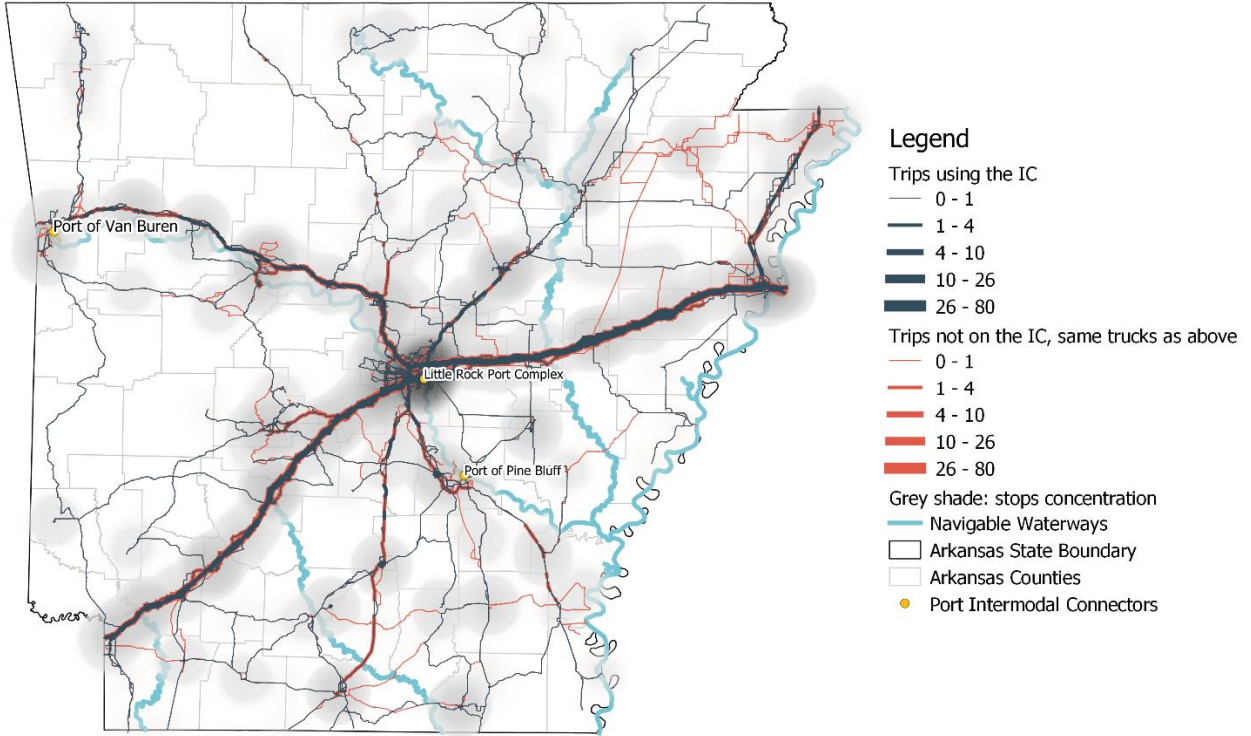 Port of Van Buren
Little Rock Port Complex
Port of Pine Bluff
Legend
Trips using the IC
0 - 1
1 - 4
4 - 10
10 - 26
26 - 80
Trips not on the IC, same trucks as above
0 - 1
1 - 4
4 - 10
10 - 26
26 - 80
Grey shade: stops concentration
Navigable Waterways
Arkansas State Boundary
Arkansas Counties
Port Intermodal Connectors